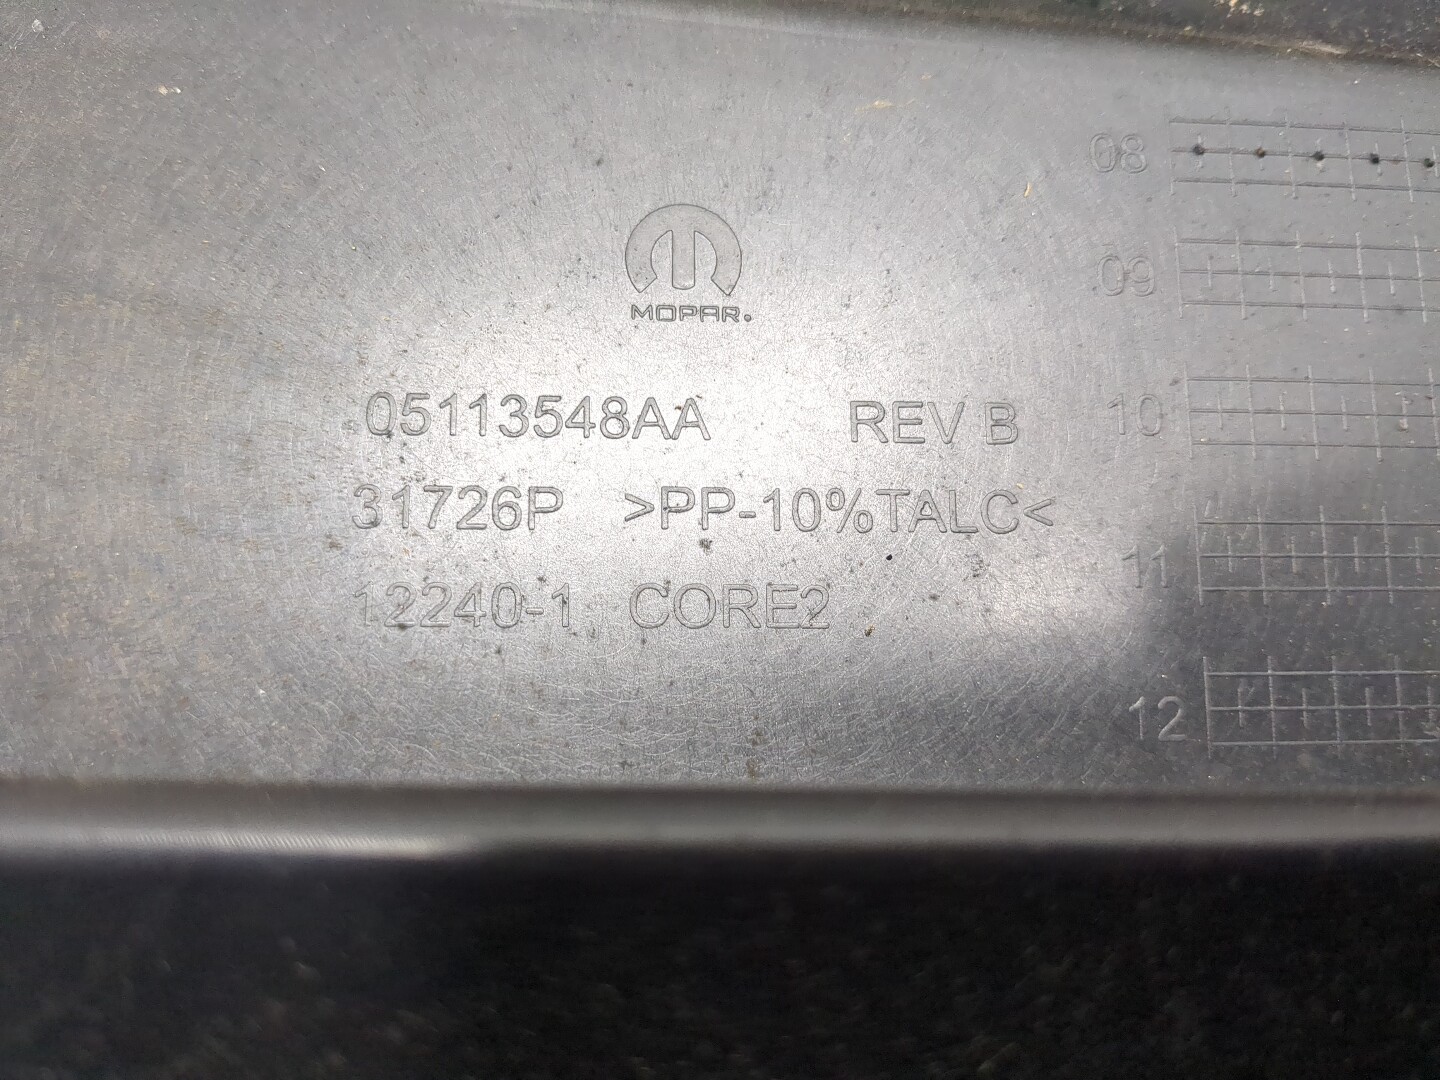 MOPAR.
05113548AA REV B
31726P >PP-10%TALC<
12240-1 CORE2
08
09
10
11
12